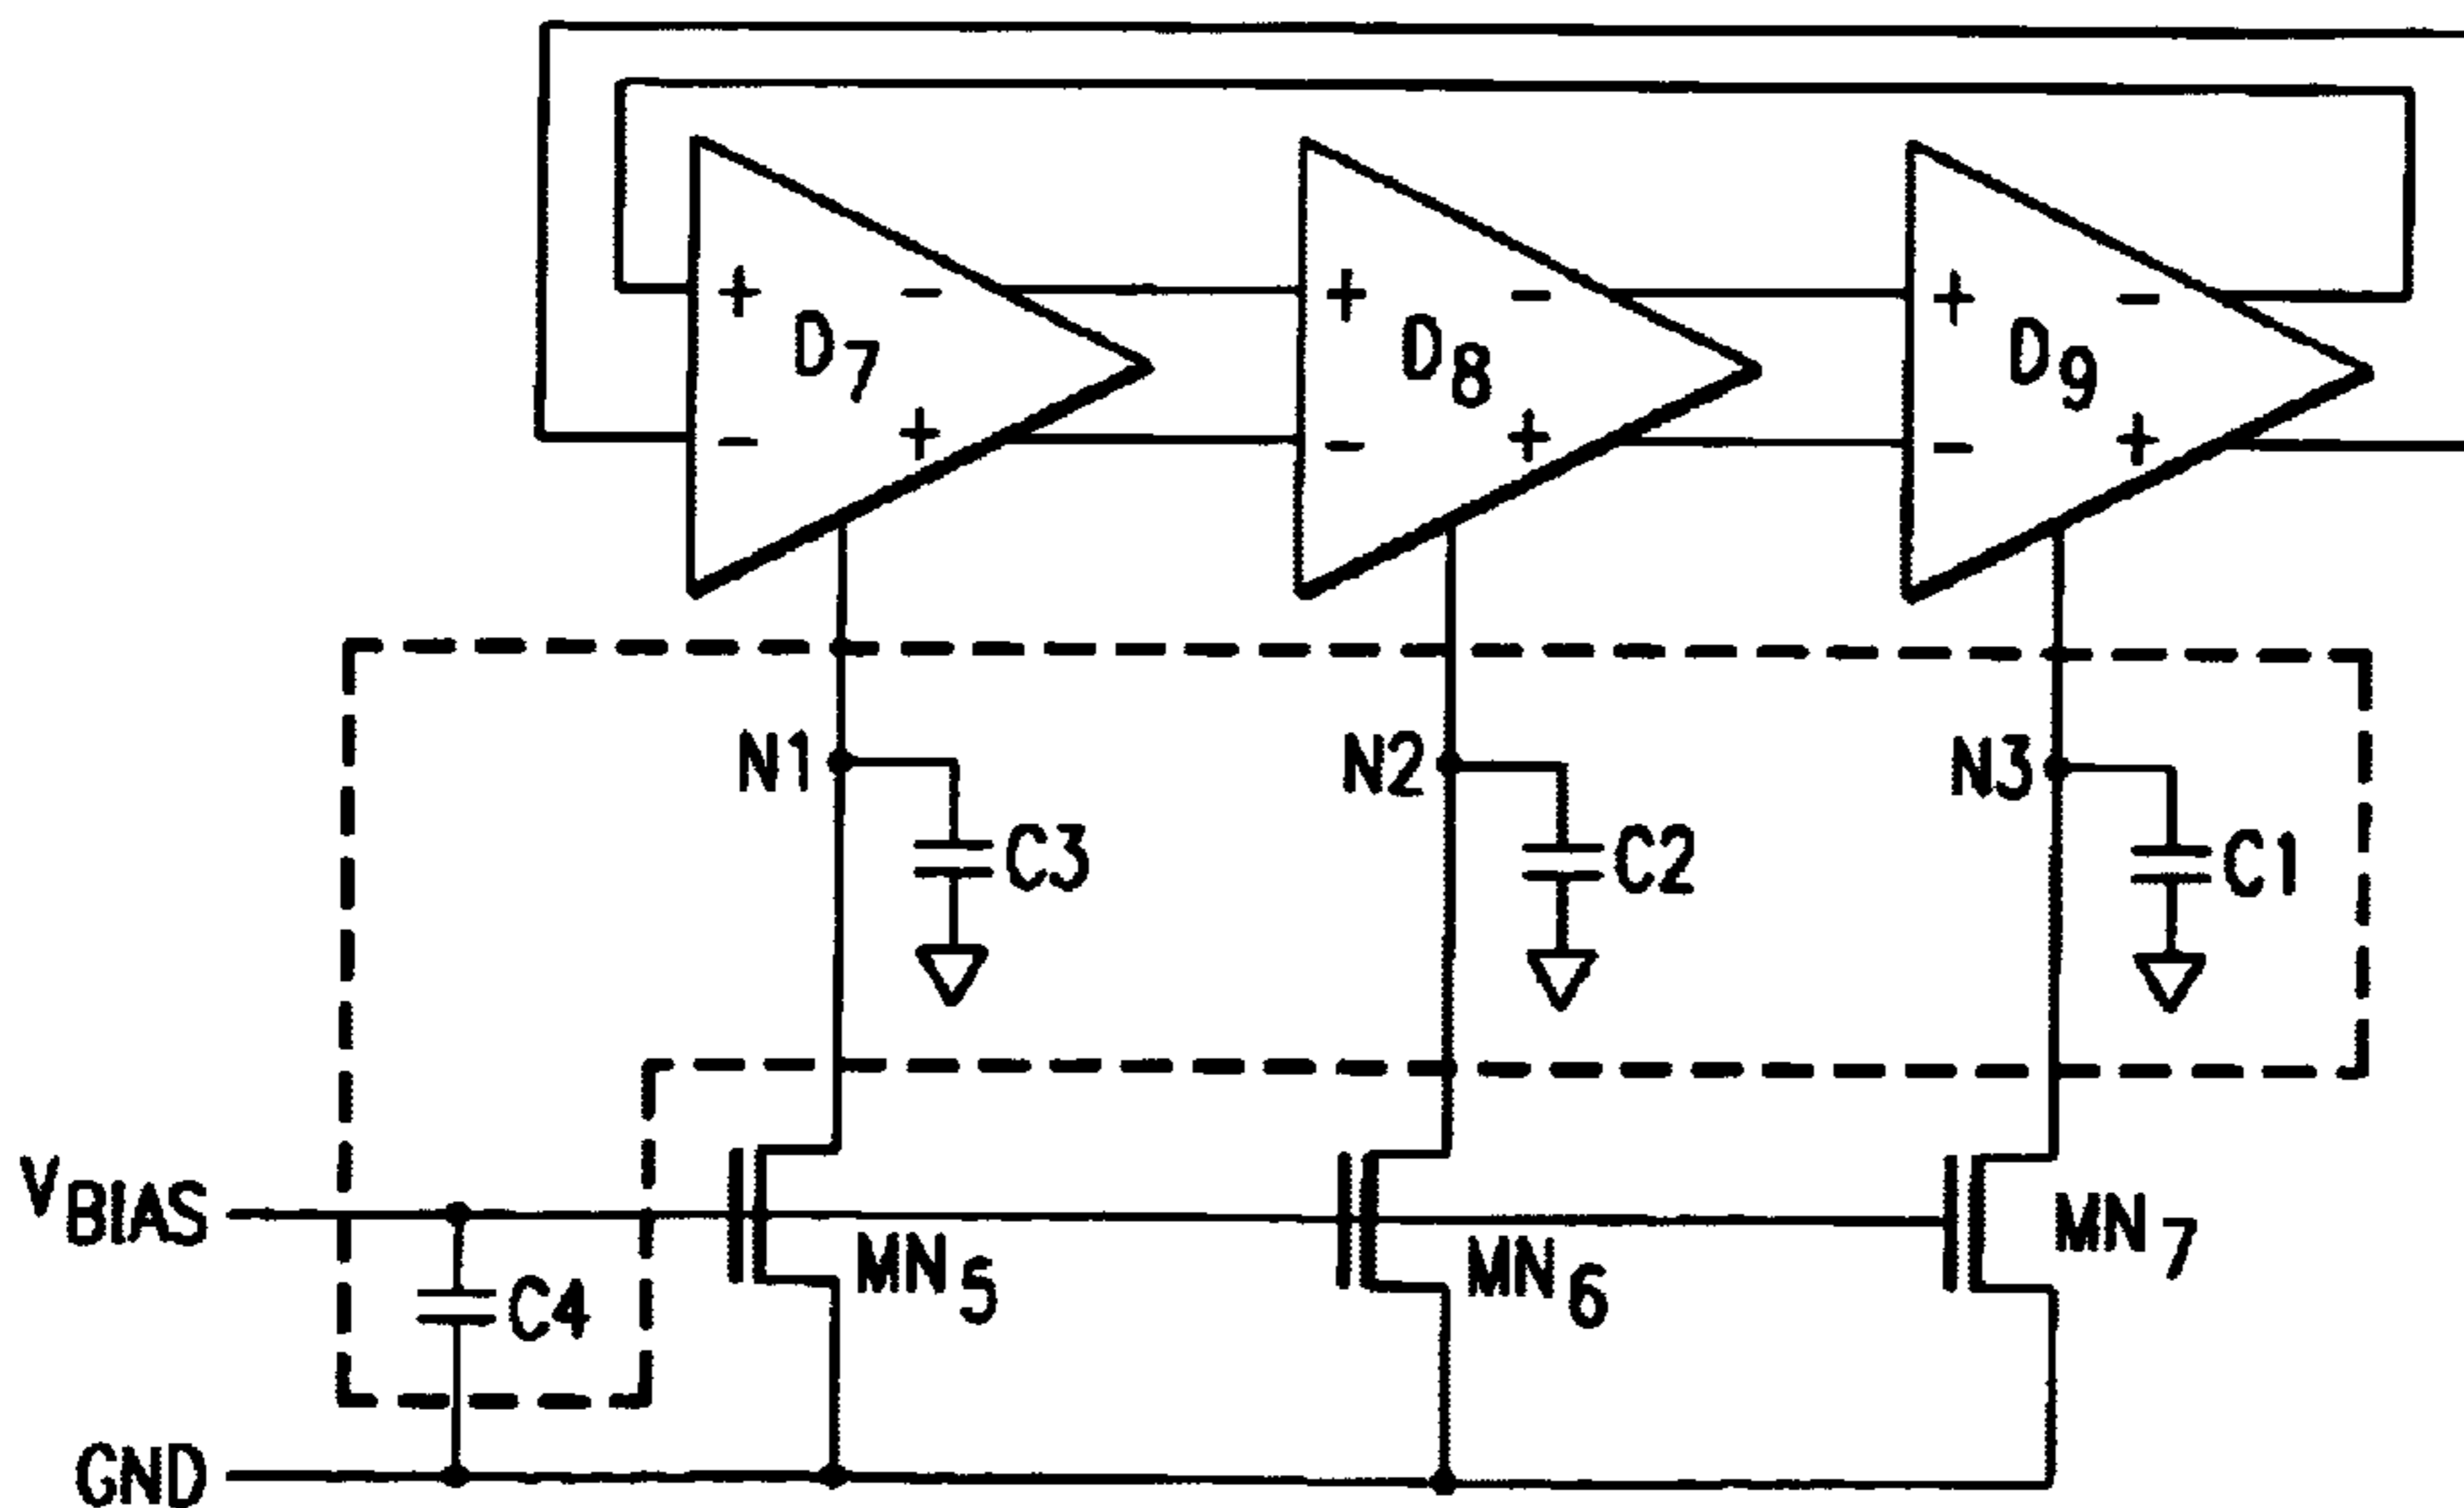 + − + − + −
D7 D8 D9
− + − + − +
N1 N2 N3
C3 C2 C1
VBIAS
MN5 MN6 MN7
C4
GND